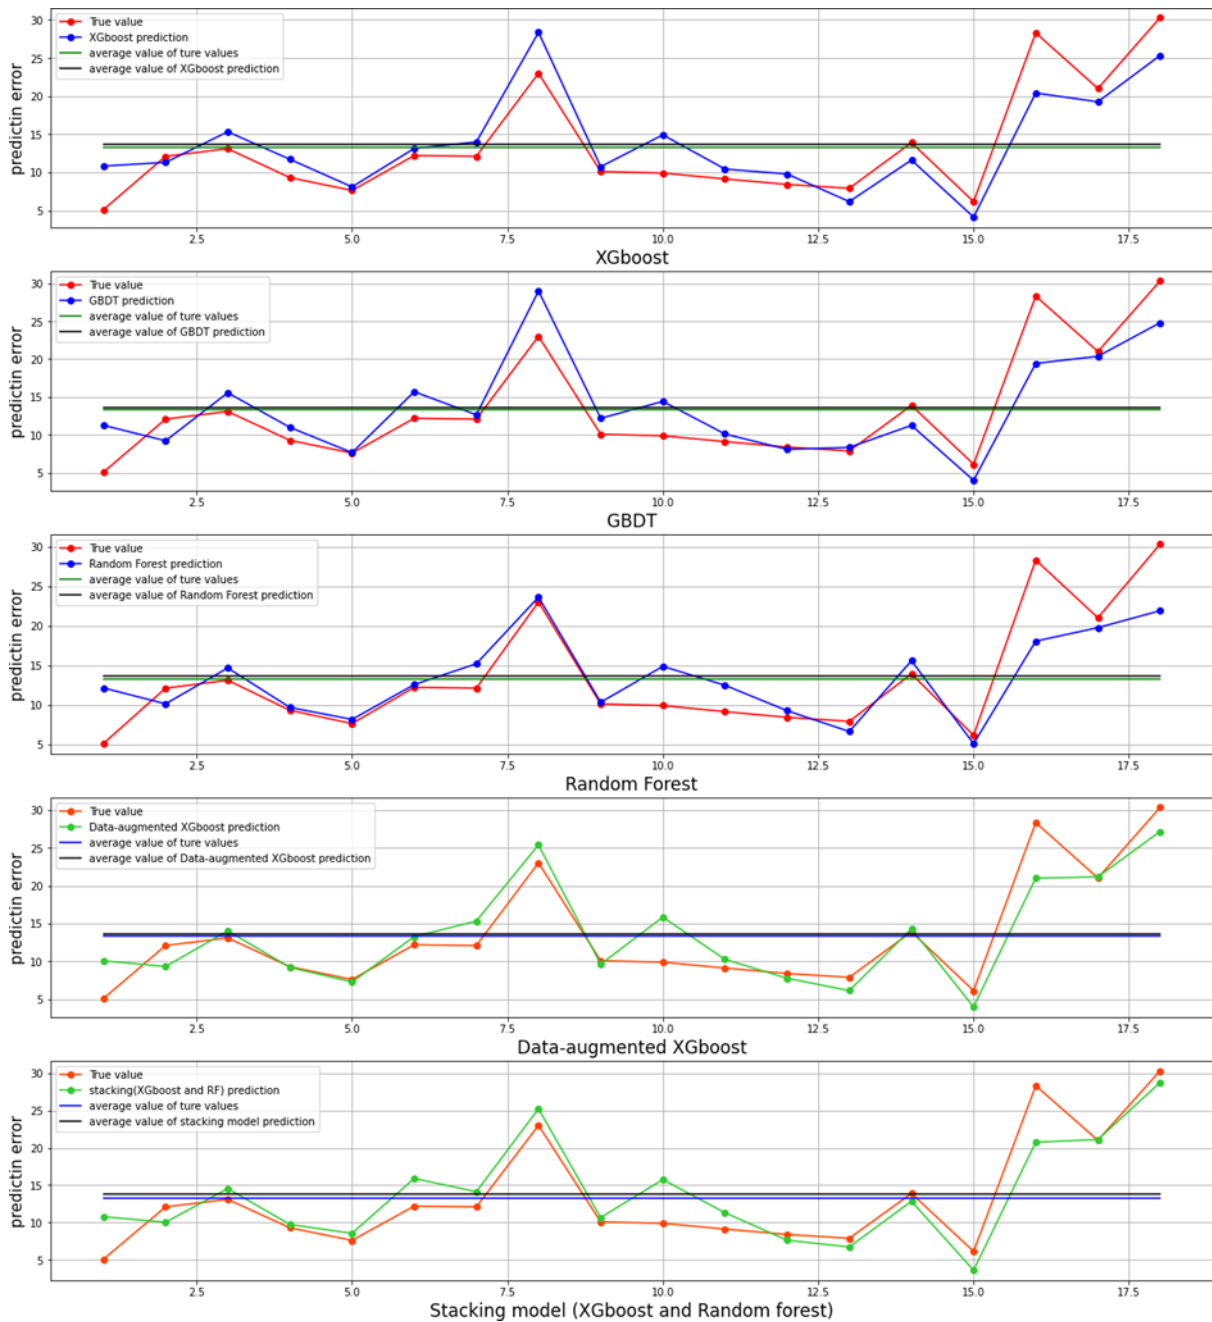 True value
XGboost prediction
average value of ture values
average value of XGboost prediction
predictin error
30
25
20
15
10
5
2.5 5.0 7.5 10.0 12.5 15.0 17.5
XGboost
True value
GBDT prediction
average value of ture values
average value of GBDT prediction
predictin error
30
25
20
15
10
5
2.5 5.0 7.5 10.0 12.5 15.0 17.5
GBDT
True value
Random Forest prediction
average value of ture values
average value of Random Forest prediction
predictin error
30
25
20
15
10
5
2.5 5.0 7.5 10.0 12.5 15.0 17.5
Random Forest
True value
Data-augmented XGboost prediction
average value of ture values
average value of Data-augmented XGboost prediction
predictin error
30
25
20
15
10
5
2.5 5.0 7.5 10.0 12.5 15.0 17.5
Data-augmented XGboost
True value
stacking(XGboost and RF) prediction
average value of ture values
average value of stacking model prediction
predictin error
30
25
20
15
10
5
2.5 5.0 7.5 10.0 12.5 15.0 17.5
Stacking model (XGboost and Random forest)